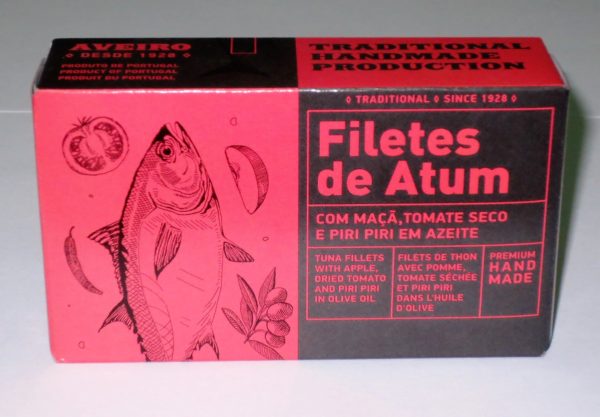 AVEIRO
◊ DESDE 1928 ◊
PRODUTO DE PORTUGAL
PRODUCT OF PORTUGAL
PRODUIT DU PORTUGAL
TRADITIONAL
HANDMADE
PRODUCTION
◊ TRADITIONAL ◊ SINCE 1928 ◊
Filetes
de Atum
COM MAÇÃ, TOMATE SECO
E PIRI PIRI EM AZEITE
TUNA FILLETS
WITH APPLE,
DRIED TOMATO
AND PIRI PIRI
IN OLIVE OIL
FILETS DE THON
AVEC POMME,
TOMATE SÉCHÉE
ET PIRI PIRI
DANS L'HUILE
D'OLIVE
PREMIUM
HAND
MADE